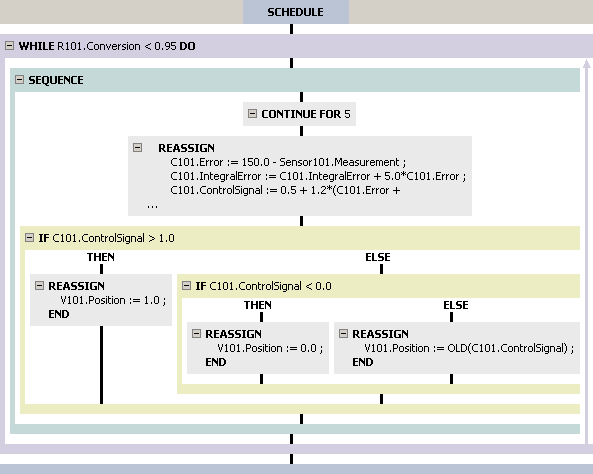 SCHEDULE
WHILE R101.Conversion < 0.95 DO
SEQUENCE
CONTINUE FOR 5
REASSIGN
C101.Error := 150.0 - Sensor101.Measurement ;
C101.IntegralError := C101.IntegralError + 5.0*C101.Error ;
C101.ControlSignal := 0.5 + 1.2*(C101.Error +
...
IF C101.ControlSignal > 1.0
THEN
ELSE
REASSIGN
V101.Position := 1.0 ;
END
IF C101.ControlSignal < 0.0
THEN
ELSE
REASSIGN
V101.Position := 0.0 ;
END
REASSIGN
V101.Position := OLD(C101.ControlSignal) ;
END